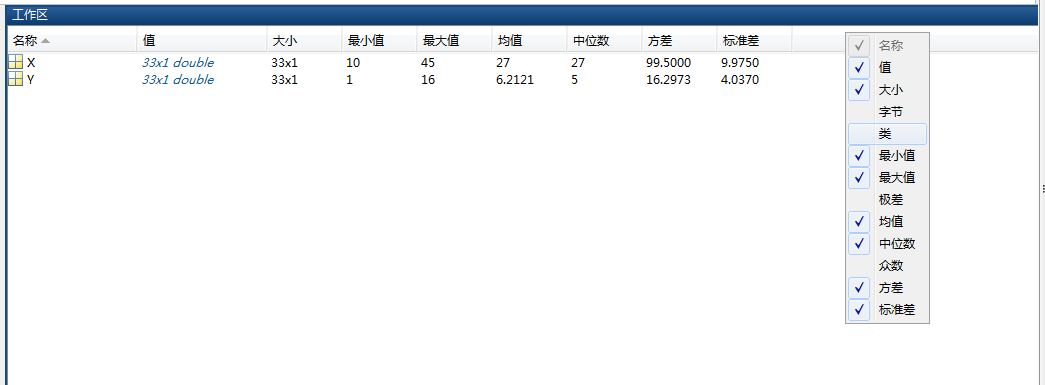 工作区
名称 值 大小 最小值 最大值 均值 中位数 方差 标准差
X 33x1 double 33x1 10 45 27 27 99.5000 9.9750
Y 33x1 double 33x1 1 16 6.2121 5 16.2973 4.0370
名称
值
大小
字节
类
最小值
最大值
极差
均值
中位数
众数
方差
标准差